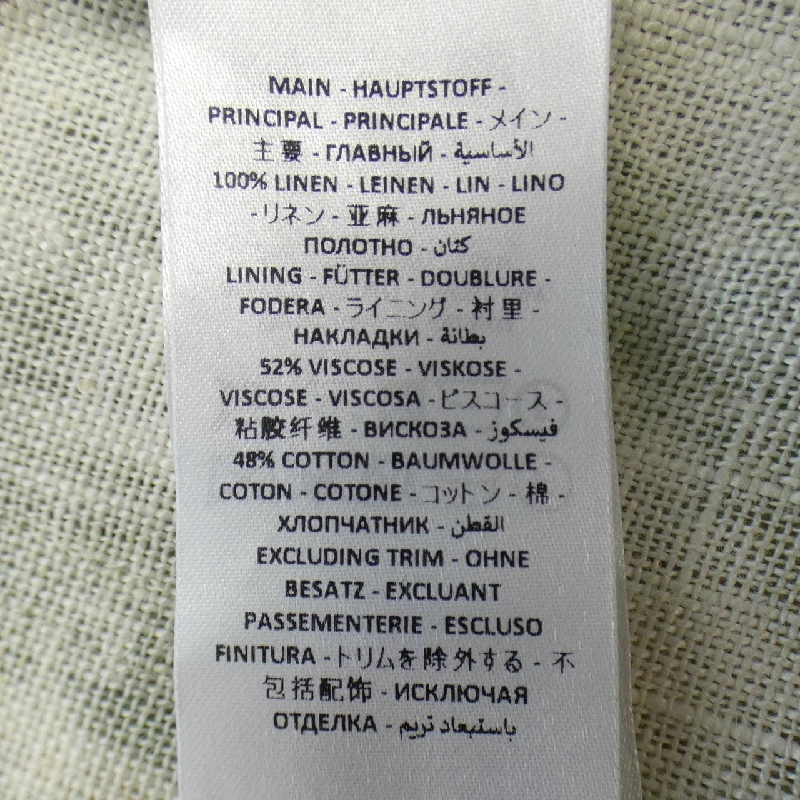 MAIN - HAUPTSTOFF -
PRINCIPAL - PRINCIPALE - メイン -
主要 - ГЛАВНЫЙ - الأساسية
100% LINEN - LEINEN - LIN - LINO
- リネン - 亚麻 - ЛЬНЯНОЕ
ПОЛОТНО - كتان
LINING - FÜTTER - DOUBLURE -
FODERA - ライニング - 衬里 -
НАКЛАДКИ - بطانة
52% VISCOSE - VISKOSE -
VISCOSE - VISCOSA - ビスコース -
粘胶纤维 - ВИСКОЗА - فيسكوز
48% COTTON - BAUMWOLLE -
COTON - COTONE - コットン - 棉 -
ХЛОПЧАТНИК - القطن
EXCLUDING TRIM - OHNE
BESATZ - EXCLUANT
PASSEMENTERIE - ESCLUSO
FINITURA - トリムを除外する - 不
包括配饰 - ИСКЛЮЧАЯ
ОТДЕЛКА - باستبعاد تريم